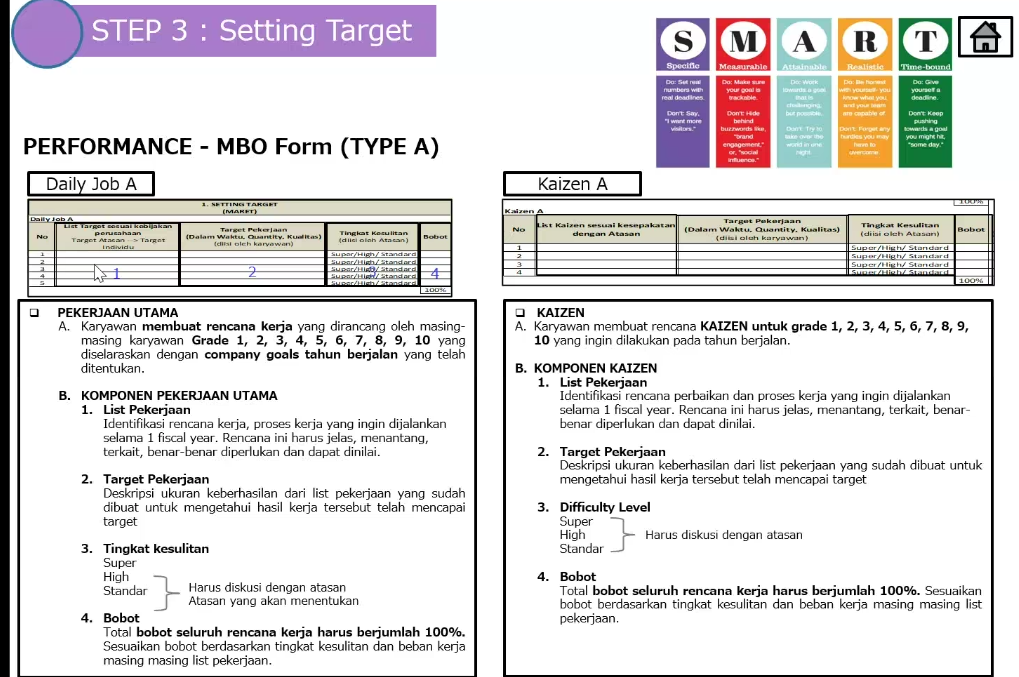 STEP 3 : Setting Target
S M A R T
Specific
Measurable
Attainable
Realistic
Time-bound
Do: Set real
numbers with
real deadlines.
Don't: Say,
"I want more
visitors."
Do: Make sure
your goal is
trackable.
Don't: Hide
behind
buzzwords like,
"brand
engagement,"
or, "social
influence."
Do: Work
towards a goal
that is
challenging,
but possible.
Don't: Try to
take over the
world in one
night.
Do: Be honest
with yourself- you
know what you
and your team
are capable of.
Don't: Forget any
hurdles you may
have to
overcome.
Do: Give
yourself a
deadline.
Don't: Keep
pushing
towards a goal
you might hit,
"some day."
PERFORMANCE - MBO Form (TYPE A)
Daily Job A
1. SETTING TARGET
(MARET)
Daily Job A
No
List Target sesuai kebijakan
perusahaan
Target Atasan --> Target
Individu
Target Pekerjaan
(Dalam Waktu, Quantity, Kualitas)
(diisi oleh karyawan)
Tingkat Kesulitan
(diisi oleh Atasan)
Bobot
1 Super/High/ Standard
2 Super/High/ Standard
3 Super/High/ Standard
4 Super/High/ Standard
5 Super/High/ Standard
1 2 3 4
100%
Kaizen A
100%
Kaizen A
No
List Kaizen sesuai kesepakatan
dengan Atasan
Target Pekerjaan
(Dalam Waktu, Quantity, Kualitas)
(diisi oleh karyawan)
Tingkat Kesulitan
(diisi oleh Atasan)
Bobot
1 Super/High/ Standard
2 Super/High/ Standard
3 Super/High/ Standard
4 Super/High/ Standard
100%
PEKERJAAN UTAMA
A. Karyawan membuat rencana kerja yang dirancang oleh masing-
masing karyawan Grade 1, 2, 3, 4, 5, 6, 7, 8, 9, 10 yang
diselaraskan dengan company goals tahun berjalan yang telah
ditentukan.
B. KOMPONEN PEKERJAAN UTAMA
1. List Pekerjaan
Identifikasi rencana kerja, proses kerja yang ingin dijalankan
selama 1 fiscal year. Rencana ini harus jelas, menantang,
terkait, benar-benar diperlukan dan dapat dinilai.
2. Target Pekerjaan
Deskripsi ukuran keberhasilan dari list pekerjaan yang sudah
dibuat untuk mengetahui hasil kerja tersebut telah mencapai
target
3. Tingkat kesulitan
Super
High
Standar
Harus diskusi dengan atasan
Atasan yang akan menentukan
4. Bobot
Total bobot seluruh rencana kerja harus berjumlah 100%.
Sesuaikan bobot berdasarkan tingkat kesulitan dan beban kerja
masing masing list pekerjaan.
KAIZEN
A. Karyawan membuat rencana KAIZEN untuk grade 1, 2, 3, 4, 5, 6, 7, 8, 9,
10 yang ingin dilakukan pada tahun berjalan.
B. KOMPONEN KAIZEN
1. List Pekerjaan
Identifikasi rencana perbaikan dan proses kerja yang ingin dijalankan
selama 1 fiscal year. Rencana ini harus jelas, menantang, terkait, benar-
benar diperlukan dan dapat dinilai.
2. Target Pekerjaan
Deskripsi ukuran keberhasilan dari list pekerjaan yang sudah dibuat untuk
mengetahui hasil kerja tersebut telah mencapai target
3. Difficulty Level
Super
High
Standar
Harus diskusi dengan atasan
4. Bobot
Total bobot seluruh rencana kerja harus berjumlah 100%. Sesuaikan
bobot berdasarkan tingkat kesulitan dan beban kerja masing masing list
pekerjaan.